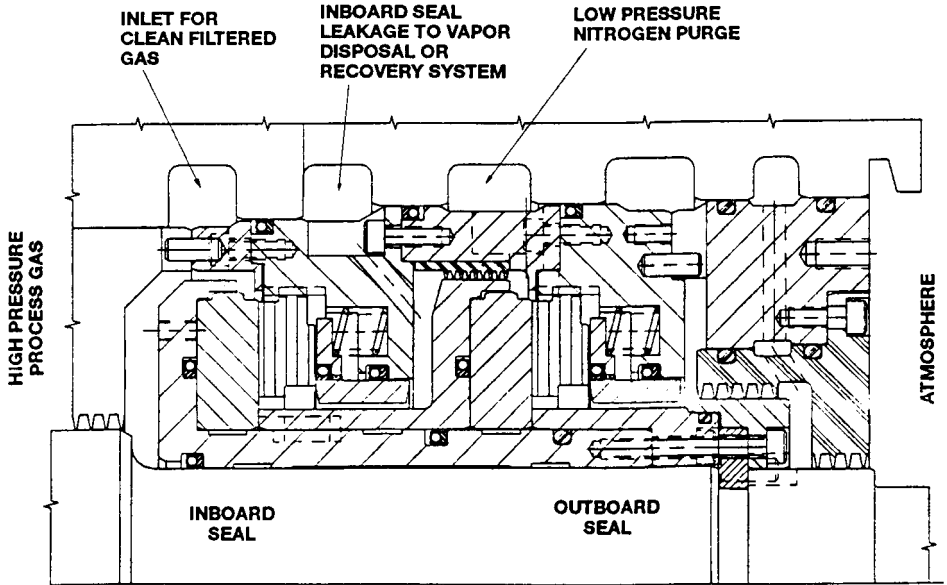 INLET FOR
CLEAN FILTERED
GAS
INBOARD SEAL
LEAKAGE TO VAPOR
DISPOSAL OR
RECOVERY SYSTEM
LOW PRESSURE
NITROGEN PURGE
HIGH PRESSURE
PROCESS GAS
ATMOSPHERE
INBOARD
SEAL
OUTBOARD
SEAL